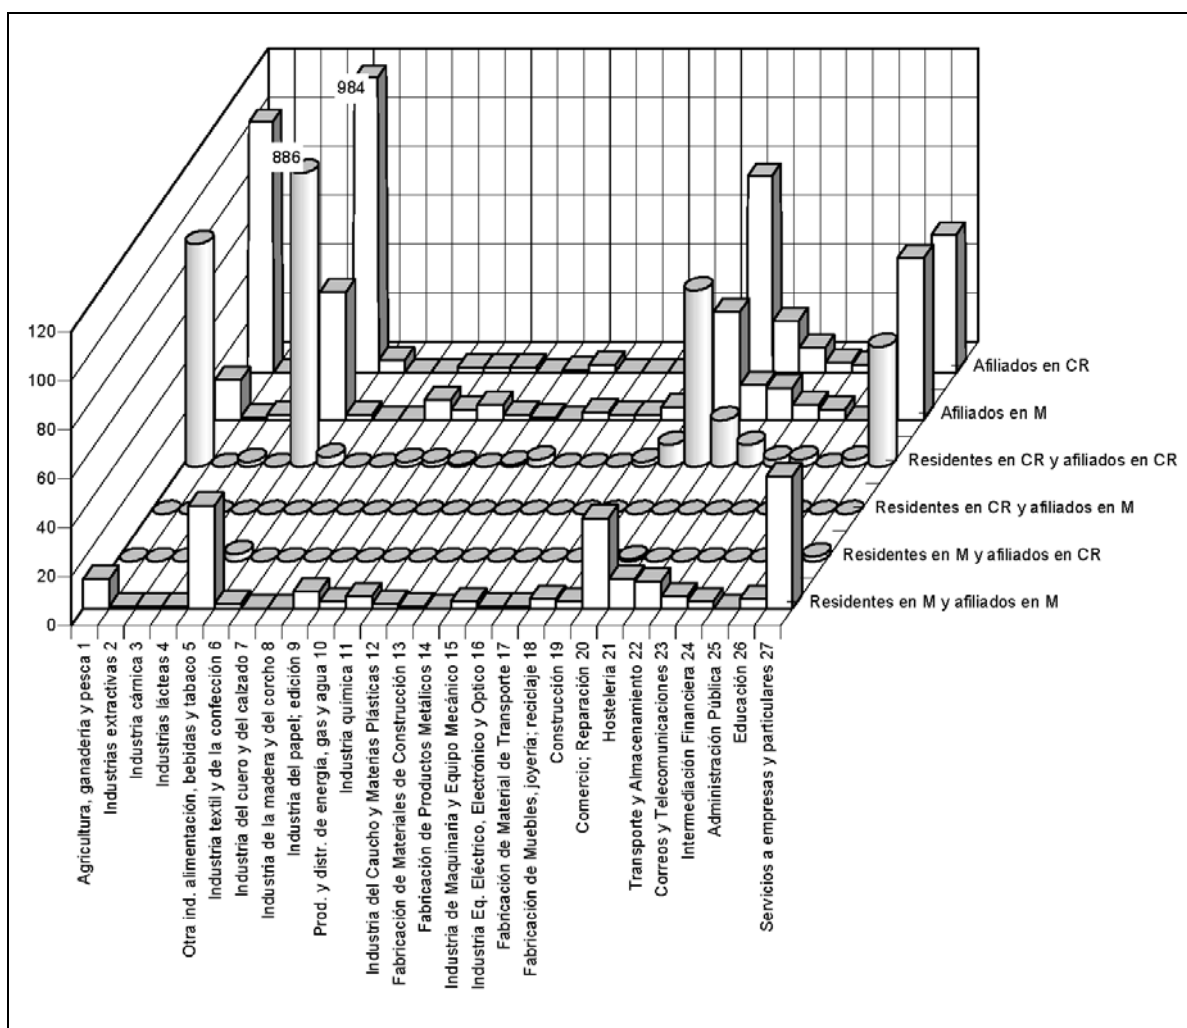 984
886
120
100
80
60
40
20
0
Afiliados en CR
Afiliados en M
Residentes en CR y afiliados en CR
Residentes en CR y afiliados en M
Residentes en M y afiliados en CR
Residentes en M y afiliados en M
Agricultura, ganadería y pesca 1
Industrias extractivas 2
Industria cárnica 3
Industrias lácteas 4
Otra ind. alimentación, bebidas y tabaco 5
Industria textil y de la confección 6
Industria del cuero y del calzado 7
Industria de la madera y del corcho 8
Industria del papel; edición 9
Prod. y distr. de energía, gas y agua 10
Industria química 11
Industria del Caucho y Materias Plásticas 12
Fabricación de Materiales de Construcción 13
Fabricación de Productos Metálicos 14
Industria de Maquinaria y Equipo Mecánico 15
Industria Eq. Eléctrico, Electrónico y Optico 16
Fabricación de Material de Transporte 17
Fabricación de Muebles, joyería; reciclaje 18
Construcción 19
Comercio; Reparación 20
Hostelería 21
Transporte y Almacenamiento 22
Correos y Telecomunicaciones 23
Intermediación Financiera 24
Administración Pública 25
Educación 26
Servicios a empresas y particulares 27